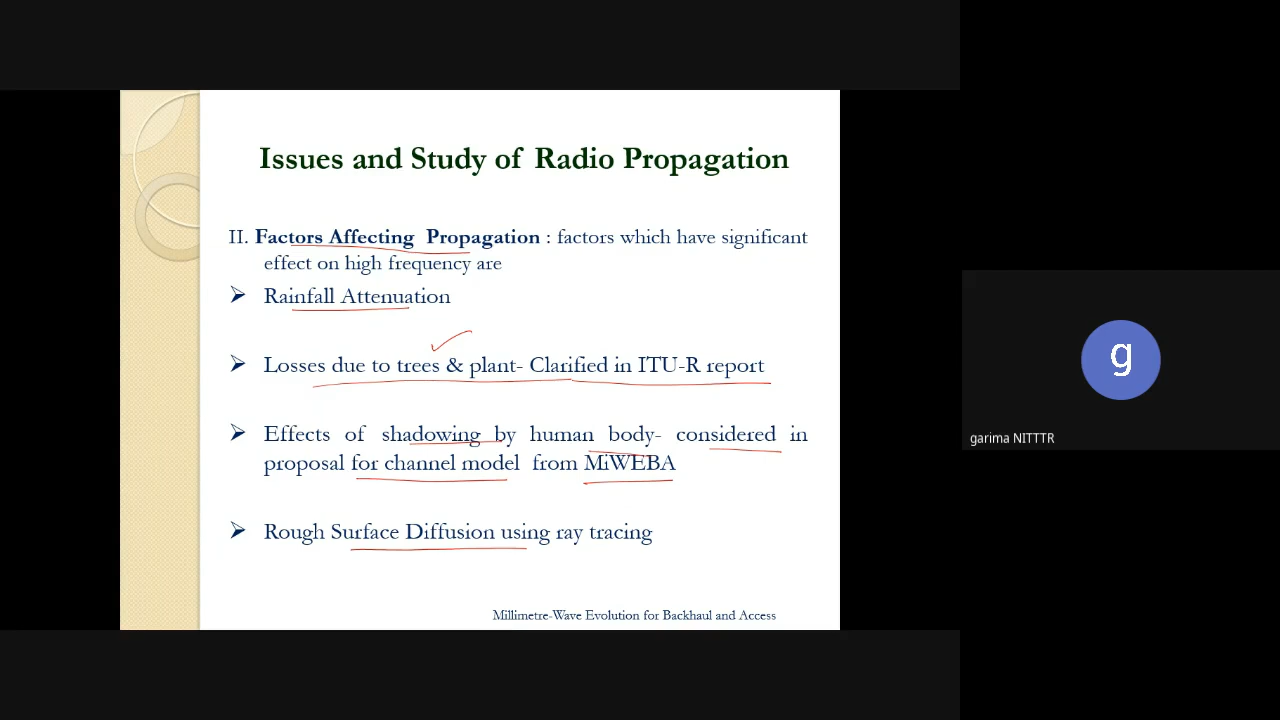 Issues and Study of Radio Propagation
II. Factors Affecting Propagation : factors which have significant
effect on high frequency are
➢ Rainfall Attenuation
➢ Losses due to trees & plant- Clarified in ITU-R report
➢ Effects of shadowing by human body- considered in
proposal for channel model from MiWEBA
➢ Rough Surface Diffusion using ray tracing
Millimetre-Wave Evolution for Backhaul and Access
g
garima NITTTR